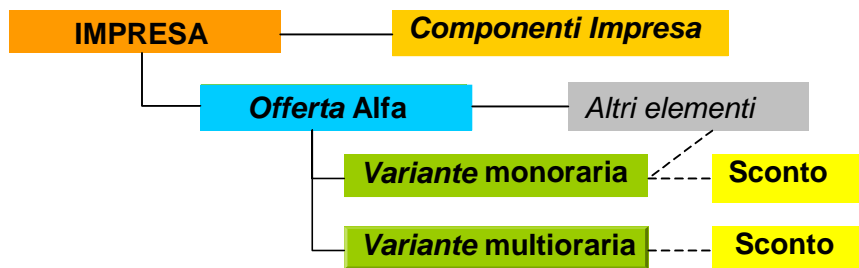 IMPRESA
Componenti Impresa
Offerta Alfa
Altri elementi
Variante monoraria
Sconto
Variante multioraria
Sconto